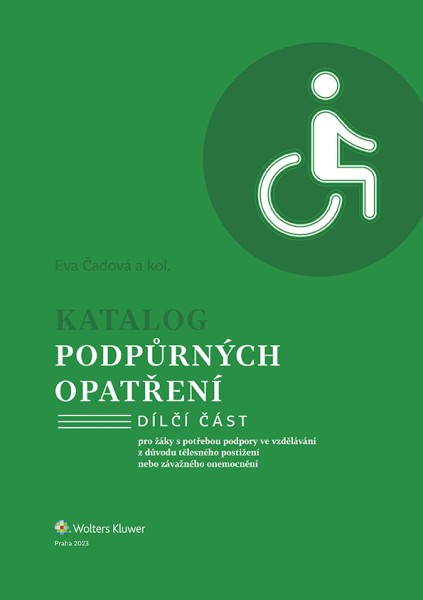 Eva Čadová a kol.
KATALOG
PODPŮRNÝCH
OPATŘENÍ
DÍLČÍ ČÁST
pro žáky s potřebou podpory ve vzdělávání
z důvodu tělesného postižení
nebo závažného onemocnění
Wolters Kluwer
Praha 2023